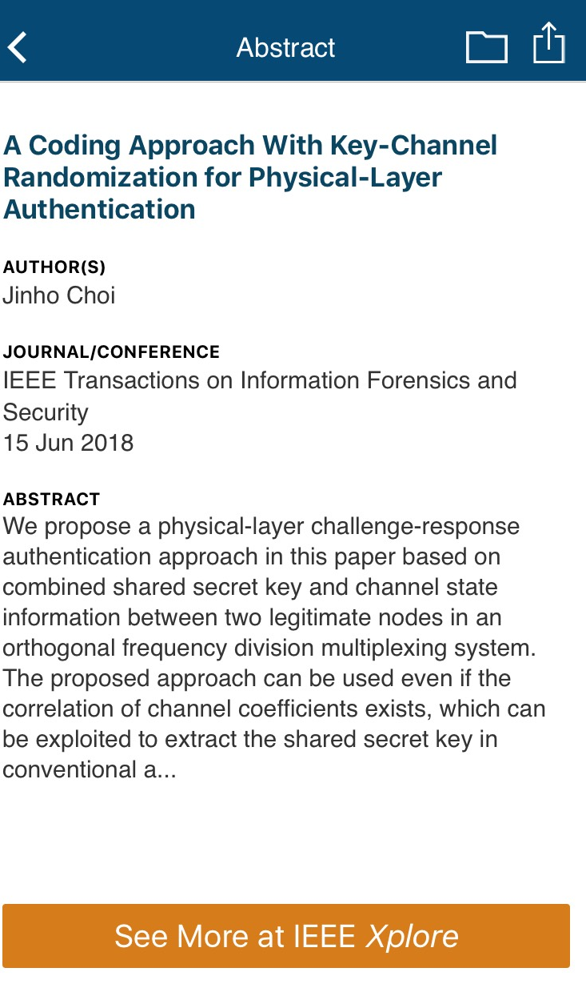 Abstract
A Coding Approach With Key-Channel
Randomization for Physical-Layer
Authentication
AUTHOR(S)
Jinho Choi
JOURNAL/CONFERENCE
IEEE Transactions on Information Forensics and
Security
15 Jun 2018
ABSTRACT
We propose a physical-layer challenge-response
authentication approach in this paper based on
combined shared secret key and channel state
information between two legitimate nodes in an
orthogonal frequency division multiplexing system.
The proposed approach can be used even if the
correlation of channel coefficients exists, which can
be exploited to extract the shared secret key in
conventional a...
See More at IEEE Xplore